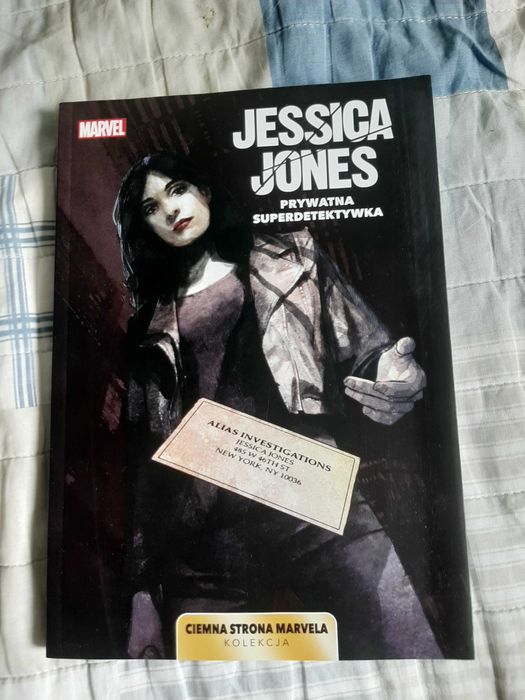 MARVEL
JESSICA
JONES
PRYWATNA
SUPERDETEKTYWKA
ALIAS INVESTIGATIONS
JESSICA JONES
485 W 46TH ST
NEW YORK, NY 10036
CIEMNA STRONA MARVELA
KOLEKCJA